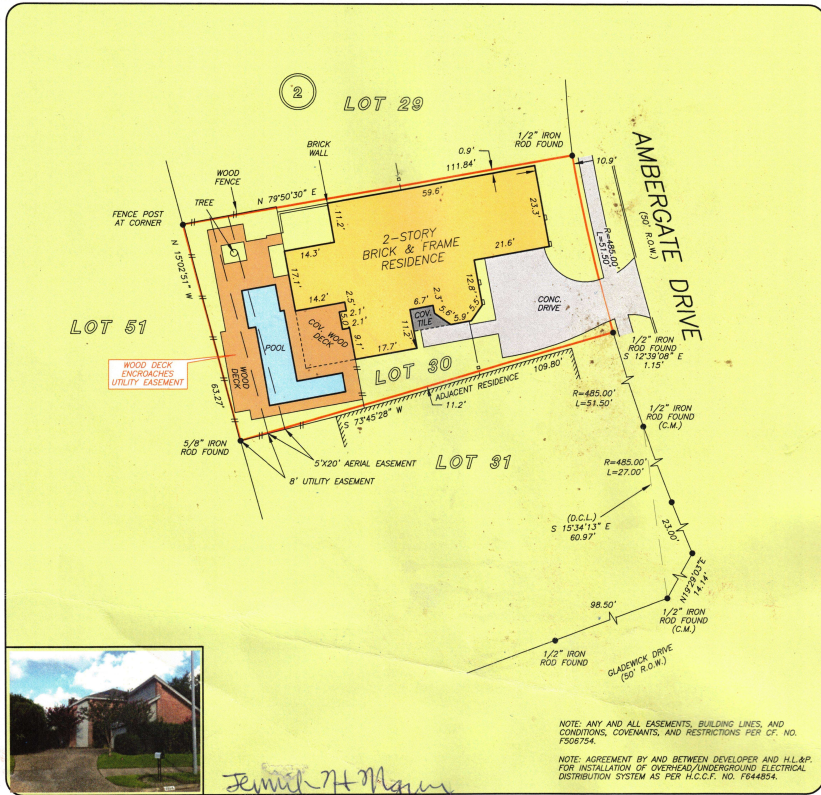 2
LOT 29
1/2" IRON
ROD FOUND
BRICK
WALL
0.9'
111.84'
10.9'
AMBERGATE DRIVE
(50' R.O.W.)
WOOD
FENCE
N 79°50'30" E
59.6'
TREE
FENCE POST
AT CORNER
11.2'
23.3'
2-STORY
BRICK & FRAME
RESIDENCE
R=485.00'
L=51.50'
N 15°02'51" W
14.3'
21.6'
17.1'
12.8'
14.2'
2.5'
2.1'
5.0'
2.1'
6.7'
2.3'
5.6'
5.9'
5.5'
CONC.
DRIVE
COV.
TILE
COV. WOOD
DECK
9.1'
11.2'
17.7'
LOT 51
POOL
LOT 30
1/2" IRON
ROD FOUND
S 12°39'08" E
1.15'
WOOD DECK
ENCROACHES
UTILITY EASEMENT
WOOD
DECK
63.27'
109.80'
ADJACENT RESIDENCE
11.2'
S 73°45'28" W
R=485.00'
L=51.50'
1/2" IRON
ROD FOUND
(C.M.)
5/8" IRON
ROD FOUND
5'X20' AERIAL EASEMENT
8' UTILITY EASEMENT
LOT 31
R=485.00'
L=27.00'
(D.C.L.)
S 15°34'13" E
60.97'
23.00'
N19°29'03"E
14.14'
98.50'
1/2" IRON
ROD FOUND
(C.M.)
1/2" IRON
ROD FOUND
GLADEWICK DRIVE
(50' R.O.W.)
NOTE: ANY AND ALL EASEMENTS, BUILDING LINES, AND
CONDITIONS, COVENANTS, AND RESTRICTIONS PER CF. NO.
F506754.
NOTE: AGREEMENT BY AND BETWEEN DEVELOPER AND H.L.&P.
FOR INSTALLATION OF OVERHEAD/UNDERGROUND ELECTRICAL
DISTRIBUTION SYSTEM AS PER H.C.C.F. NO. F644854.